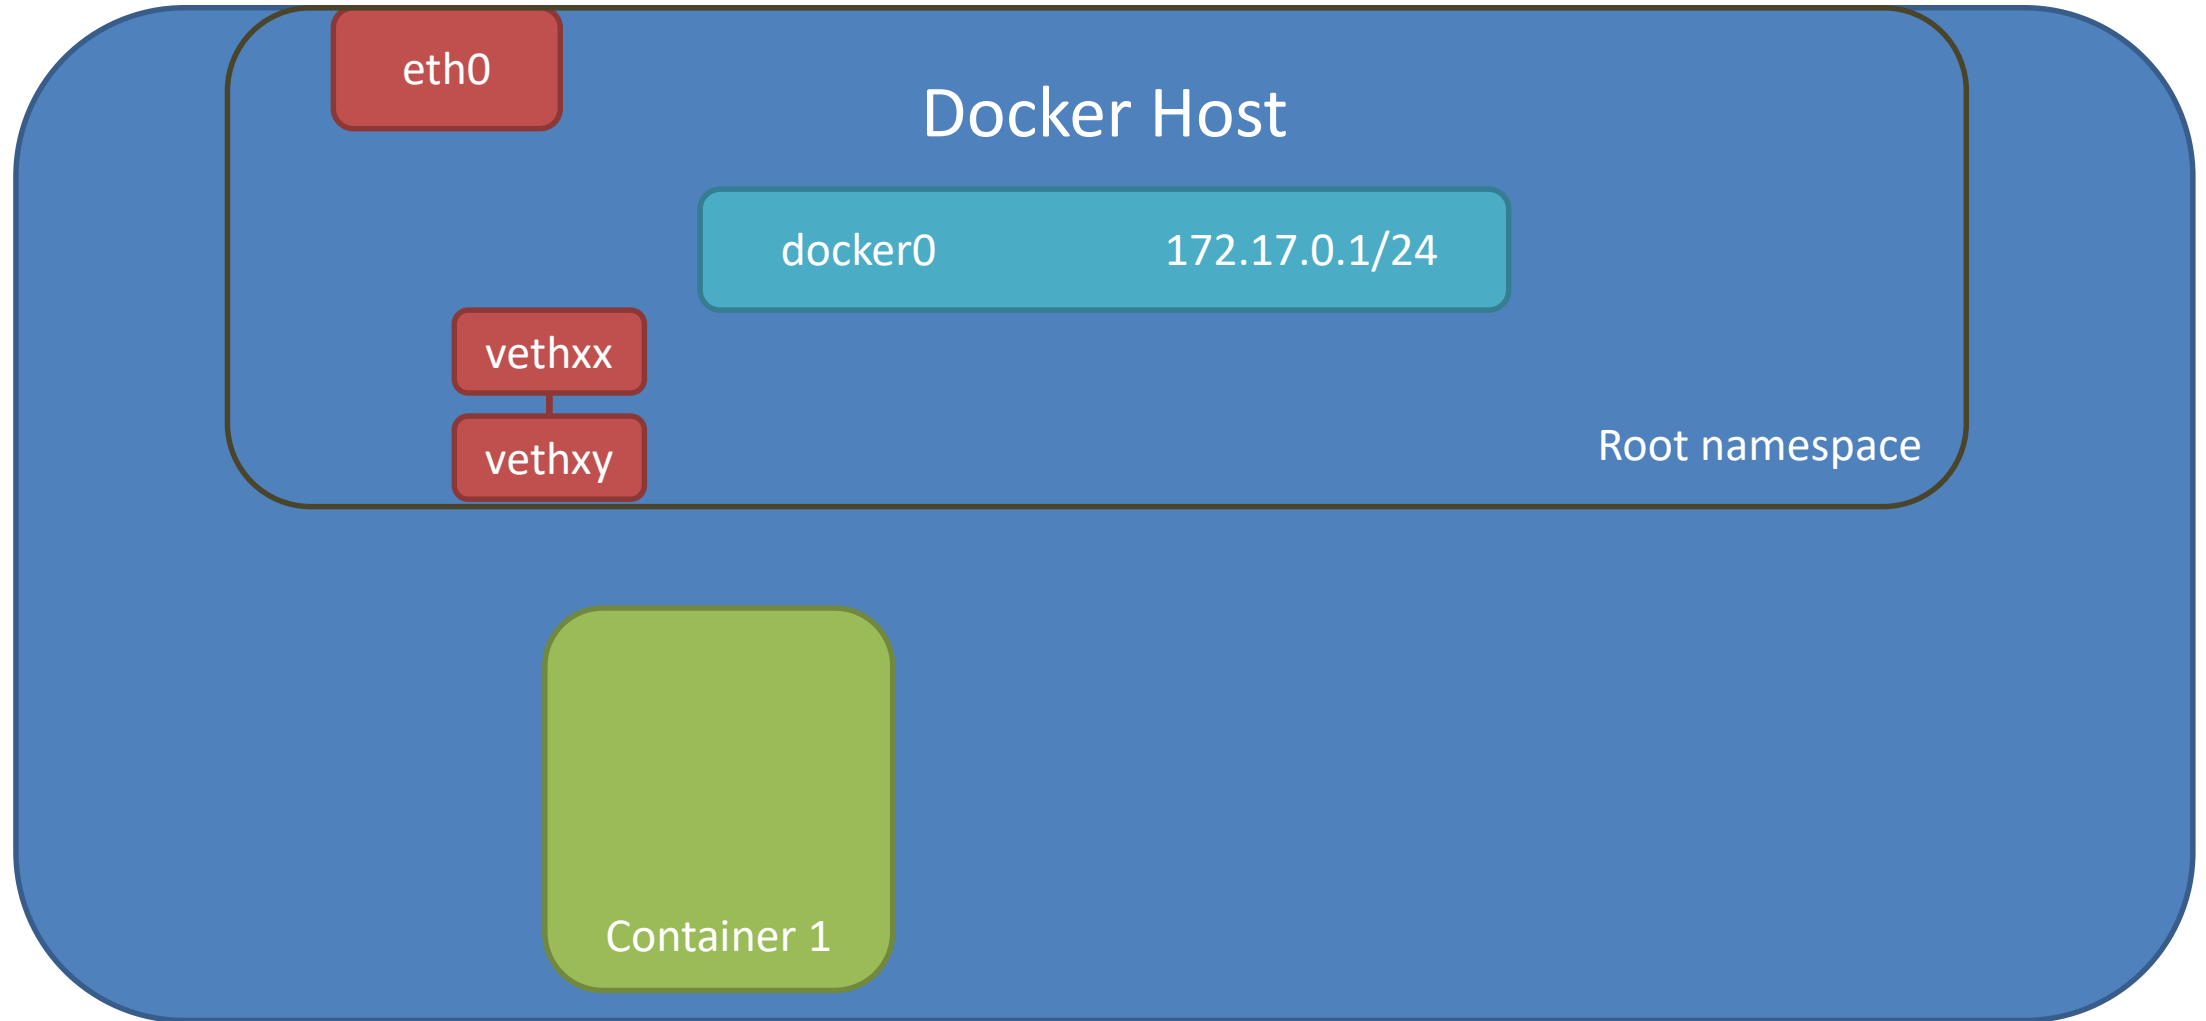 eth0
Docker Host
docker0 172.17.0.1/24
vethxx
vethxy
Root namespace
Container 1